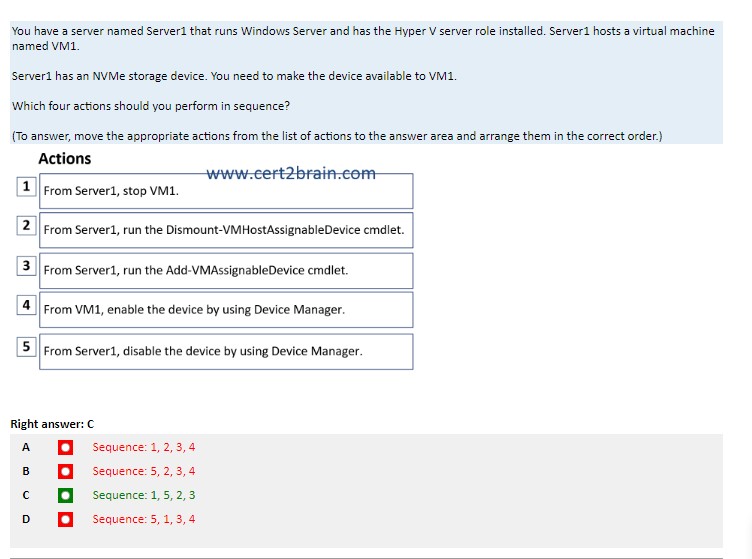 You have a server named Server1 that runs Windows Server and has the Hyper V server role installed. Server1 hosts a virtual machine
named VM1.
Server1 has an NVMe storage device. You need to make the device available to VM1.
Which four actions should you perform in sequence?
(To answer, move the appropriate actions from the list of actions to the answer area and arrange them in the correct order.)
Actions
www.cert2brain.com
1 From Server1, stop VM1.
2 From Server1, run the Dismount-VMHostAssignableDevice cmdlet.
3 From Server1, run the Add-VMAssignableDevice cmdlet.
4 From VM1, enable the device by using Device Manager.
5 From Server1, disable the device by using Device Manager.
Right answer: C
A Sequence: 1, 2, 3, 4
B Sequence: 5, 2, 3, 4
C Sequence: 1, 5, 2, 3
D Sequence: 5, 1, 3, 4